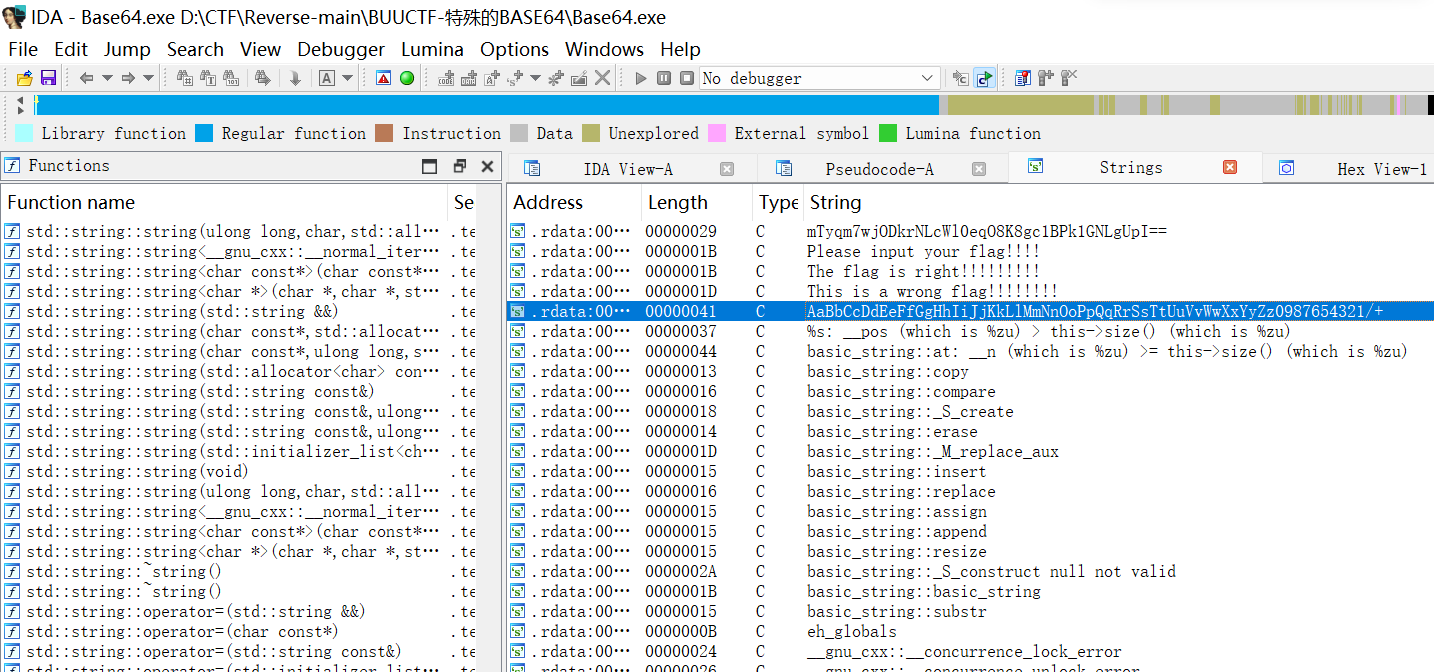 IDA - Base64.exe D:\CTF\Reverse-main\BUUCTF-特殊的BASE64\Base64.exe
File Edit Jump Search View Debugger Lumina Options Windows Help
No debugger
Library function Regular function Instruction Data Unexplored External symbol Lumina function
Functions
IDA View-A Pseudocode-A Strings Hex View-1
Function name Se
Address Length Type String
std::string::string(ulong long,char,std::all… .te
std::string::string<__gnu_cxx::__normal_iter… .te
std::string::string<char const*>(char const*… .te
std::string::string<char *>(char *,char *,st… .te
std::string::string(std::string &&) .te
std::string::string(char const*,std::allocat… .te
std::string::string(char const*,ulong long,s… .te
std::string::string(std::allocator<char> con… .te
std::string::string(std::string const&) .te
std::string::string(std::string const&,ulong… .te
std::string::string(std::string const&,ulong… .te
std::string::string(std::initializer_list<ch… .te
std::string::string(void) .te
std::string::string(ulong long,char,std::all… .te
std::string::string<__gnu_cxx::__normal_iter… .te
std::string::string<char const*>(char const*… .te
std::string::string<char *>(char *,char *,st… .te
std::string::~string() .te
std::string::~string() .te
std::string::operator=(std::string &&) .te
std::string::operator=(char const*) .te
std::string::operator=(std::string const&) .te
std::string::operator=(std::initializer_list… .te
.rdata:00… 00000029 C mTyqm7wjODkrNLcWl0eqO8K8gc1BPk1GNLgUpI==
.rdata:00… 0000001B C Please input your flag!!!!
.rdata:00… 0000001B C The flag is right!!!!!!!!!
.rdata:00… 0000001D C This is a wrong flag!!!!!!!!
.rdata:00… 00000041 C AaBbCcDdEeFfGgHhIiJjKkLlMmNnOoPpQqRrSsTtUuVvWwXxYyZz0987654321/+
.rdata:00… 00000037 C %s: __pos (which is %zu) > this->size() (which is %zu)
.rdata:00… 00000044 C basic_string::at: __n (which is %zu) >= this->size() (which is %zu)
.rdata:00… 00000013 C basic_string::copy
.rdata:00… 00000016 C basic_string::compare
.rdata:00… 00000018 C basic_string::_S_create
.rdata:00… 00000014 C basic_string::erase
.rdata:00… 0000001D C basic_string::_M_replace_aux
.rdata:00… 00000015 C basic_string::insert
.rdata:00… 00000016 C basic_string::replace
.rdata:00… 00000015 C basic_string::assign
.rdata:00… 00000015 C basic_string::append
.rdata:00… 00000015 C basic_string::resize
.rdata:00… 0000002A C basic_string::_S_construct null not valid
.rdata:00… 0000001B C basic_string::basic_string
.rdata:00… 00000015 C basic_string::substr
.rdata:00… 0000000B C eh_globals
.rdata:00… 00000024 C __gnu_cxx::__concurrence_lock_error
.rdata:00… 00000026 C __gnu_cxx::__concurrence_unlock_error